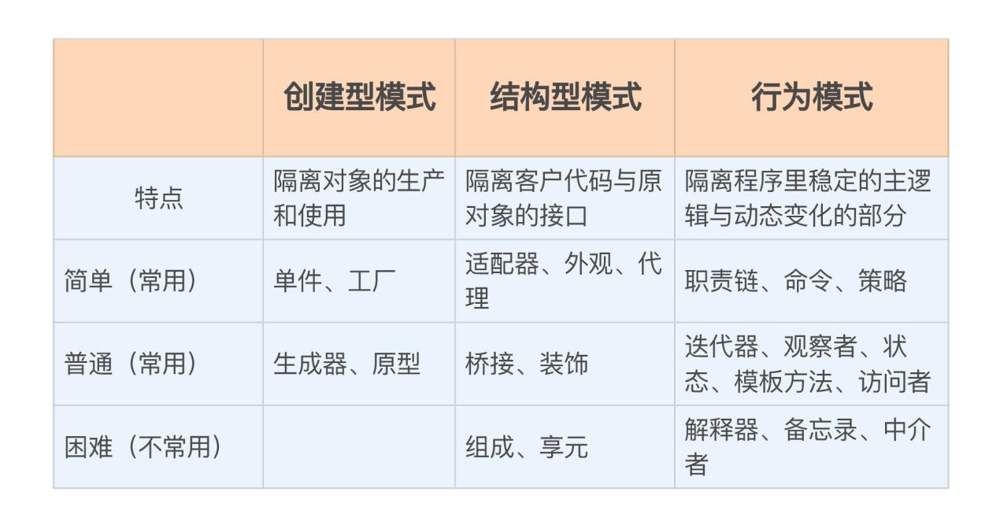 创建型模式
结构型模式
行为模式
特点
隔离对象的生产
和使用
隔离客户代码与原
对象的接口
隔离程序里稳定的主逻
辑与动态变化的部分
简单（常用）
单件、工厂
适配器、外观、代
理
职责链、命令、策略
普通（常用）
生成器、原型
桥接、装饰
迭代器、观察者、状
态、模板方法、访问者
困难（不常用）
组成、享元
解释器、备忘录、中介
者